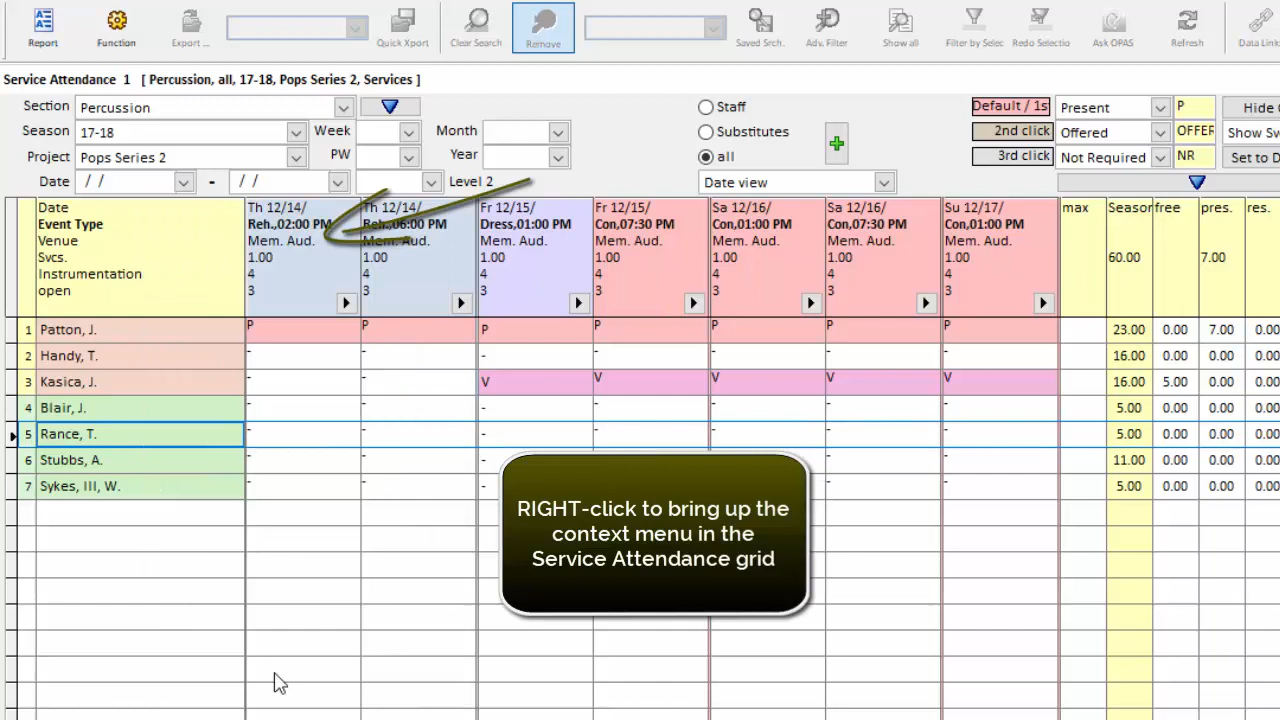 Report
Function
Export ...
Quick Xport
Clear Search
Remove
Saved Srch.
Adv. Filter
Show all
Filter by Selec
Redo Selectio
Ask OPAS
Refresh
Data Link
Service Attendance 1 [ Percussion, all, 17-18, Pops Series 2, Services ]
Section Percussion Staff Default / 1st Present P Hide
Season 17-18 Week Month Substitutes 2nd click Offered OFFER Show Sv
Project Pops Series 2 PW Year all 3rd click Not Required NR Set to D
Date / / - / / Level 2 Date view
Date Th 12/14/ Th 12/14/ Fr 12/15/ Fr 12/15/ Sa 12/16/ Sa 12/16/ Su 12/17/ max Season free pres. res.
Event Type Reh.,02:00 PM Reh.,06:00 PM Dress,01:00 PM Con,07:30 PM Con,01:00 PM Con,07:30 PM Con,01:00 PM
Venue Mem. Aud. Mem. Aud. Mem. Aud. Mem. Aud. Mem. Aud. Mem. Aud. Mem. Aud.
Svcs. 1.00 1.00 1.00 1.00 1.00 1.00 1.00 60.00 7.00
Instrumentation 4 4 4 4 4 4 4
open 3 3 3 3 3 3 3
1 Patton, J. P P P P P P P 23.00 0.00 7.00 0.00
2 Handy, T. - - - - - - - 16.00 0.00 0.00 0.00
3 Kasica, J. - - V V V V V 16.00 5.00 0.00 0.00
4 Blair, J. - - - - - - - 5.00 0.00 0.00 0.00
5 Rance, T. - - - - - - - 5.00 0.00 0.00 0.00
6 Stubbs, A. - - - - - - - 11.00 0.00 0.00 0.00
7 Sykes, III, W. - - - - - - - 5.00 0.00 0.00 0.00
RIGHT-click to bring up the
context menu in the
Service Attendance grid